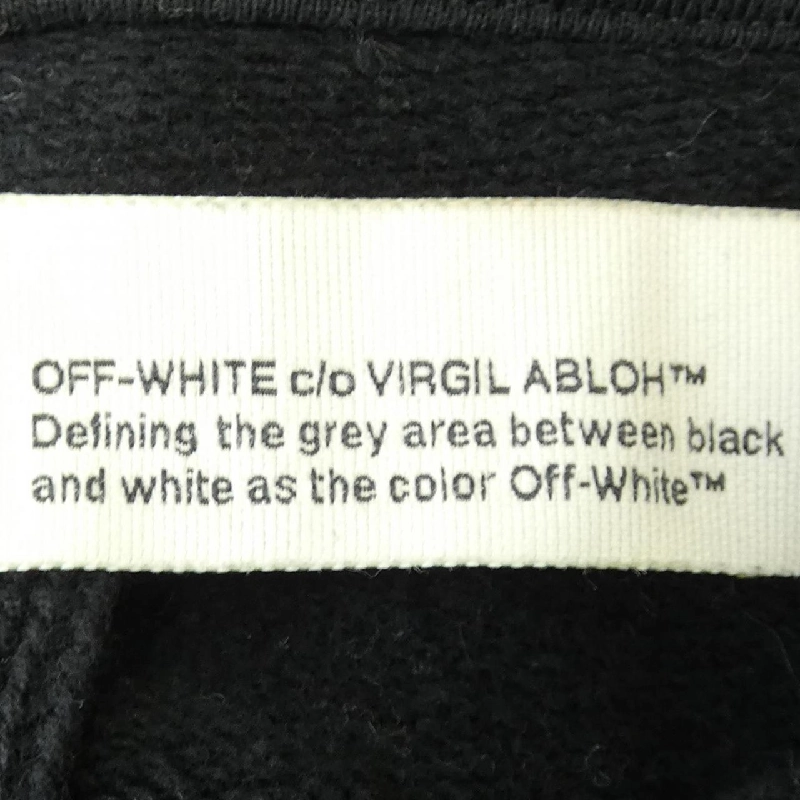 OFF-WHITE c/o VIRGIL ABLOH™
Defining the grey area between black
and white as the color Off-White™